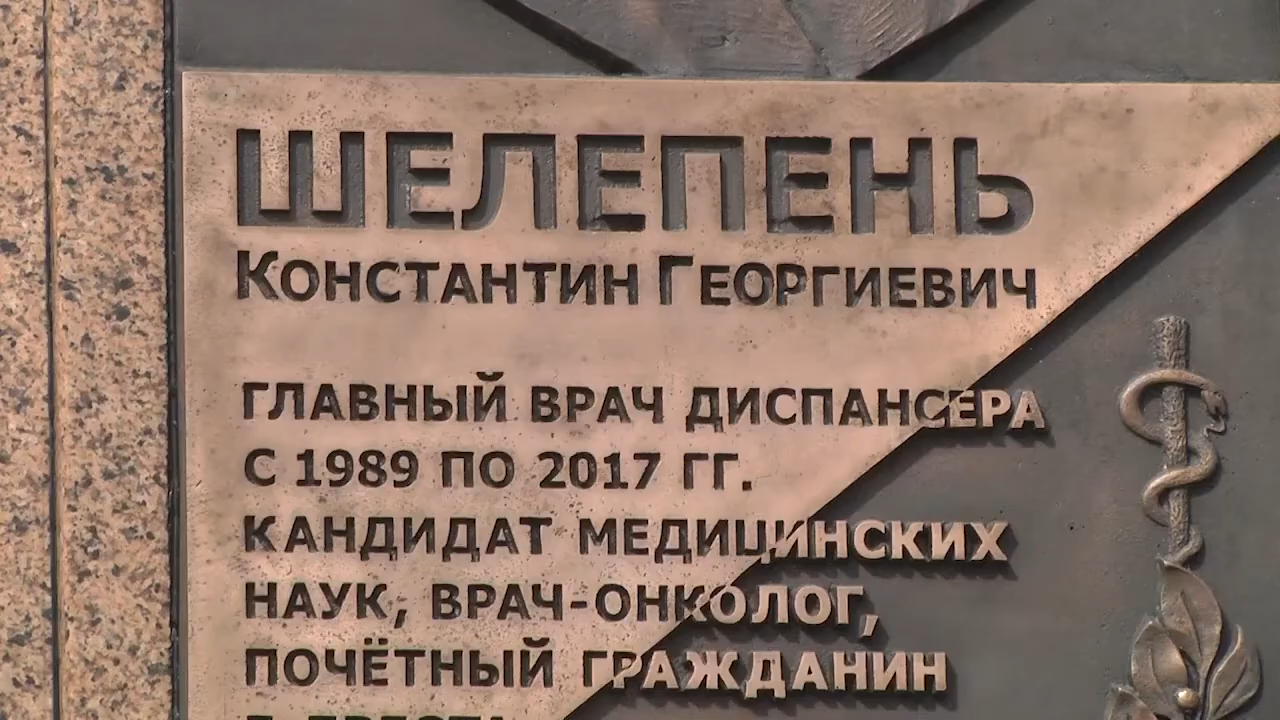 ШЕЛЕПЕНЬ
КОНСТАНТИН ГЕОРГИЕВИЧ
ГЛАВНЫЙ ВРАЧ ДИСПАНСЕРА
С 1989 ПО 2017 ГГ.
КАНДИДАТ МЕДИЦИНСКИХ
НАУК, ВРАЧ-ОНКОЛОГ,
ПОЧЁТНЫЙ ГРАЖДАНИН